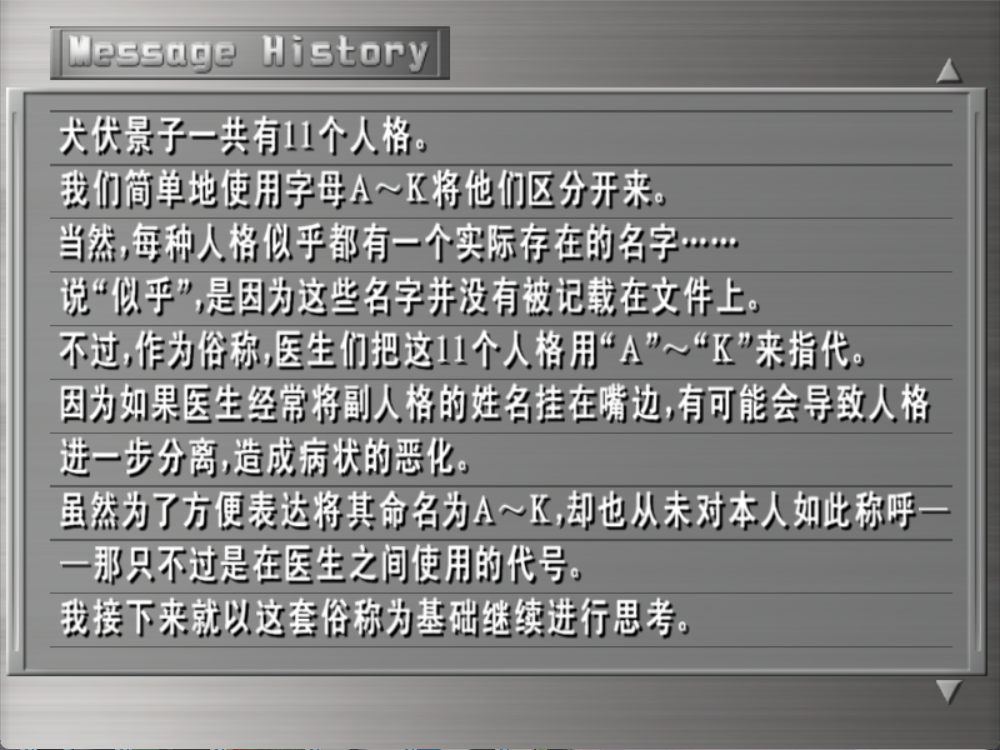 Message History
犬伏景子一共有11个人格。
我们简单地使用字母A～K将他们区分开来。
当然,每种人格似乎都有一个实际存在的名字……
说“似乎”,是因为这些名字并没有被记载在文件上。
不过,作为俗称,医生们把这11个人格用“A”～“K”来指代。
因为如果医生经常将副人格的姓名挂在嘴边,有可能会导致人格
进一步分离,造成病状的恶化。
虽然为了方便表达将其命名为A～K,却也从未对本人如此称呼—
—那只不过是在医生之间使用的代号。
我接下来就以这套俗称为基础继续进行思考。